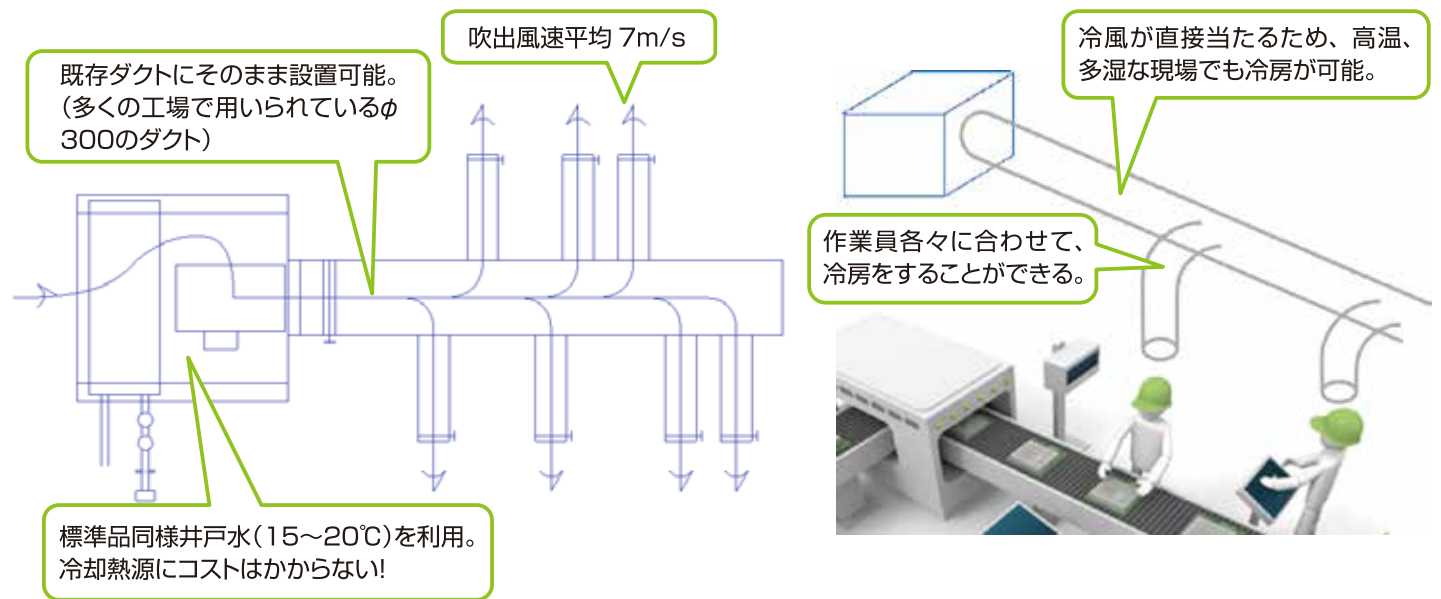 吹出風速平均 7m/s
既存ダクトにそのまま設置可能。
（多くの工場で用いられているφ
300のダクト）
冷風が直接当たるため、高温、
多湿な現場でも冷房が可能。
作業員各々に合わせて、
冷房をすることができる。
標準品同様井戸水（15〜20℃）を利用。
冷却熱源にコストはかからない!